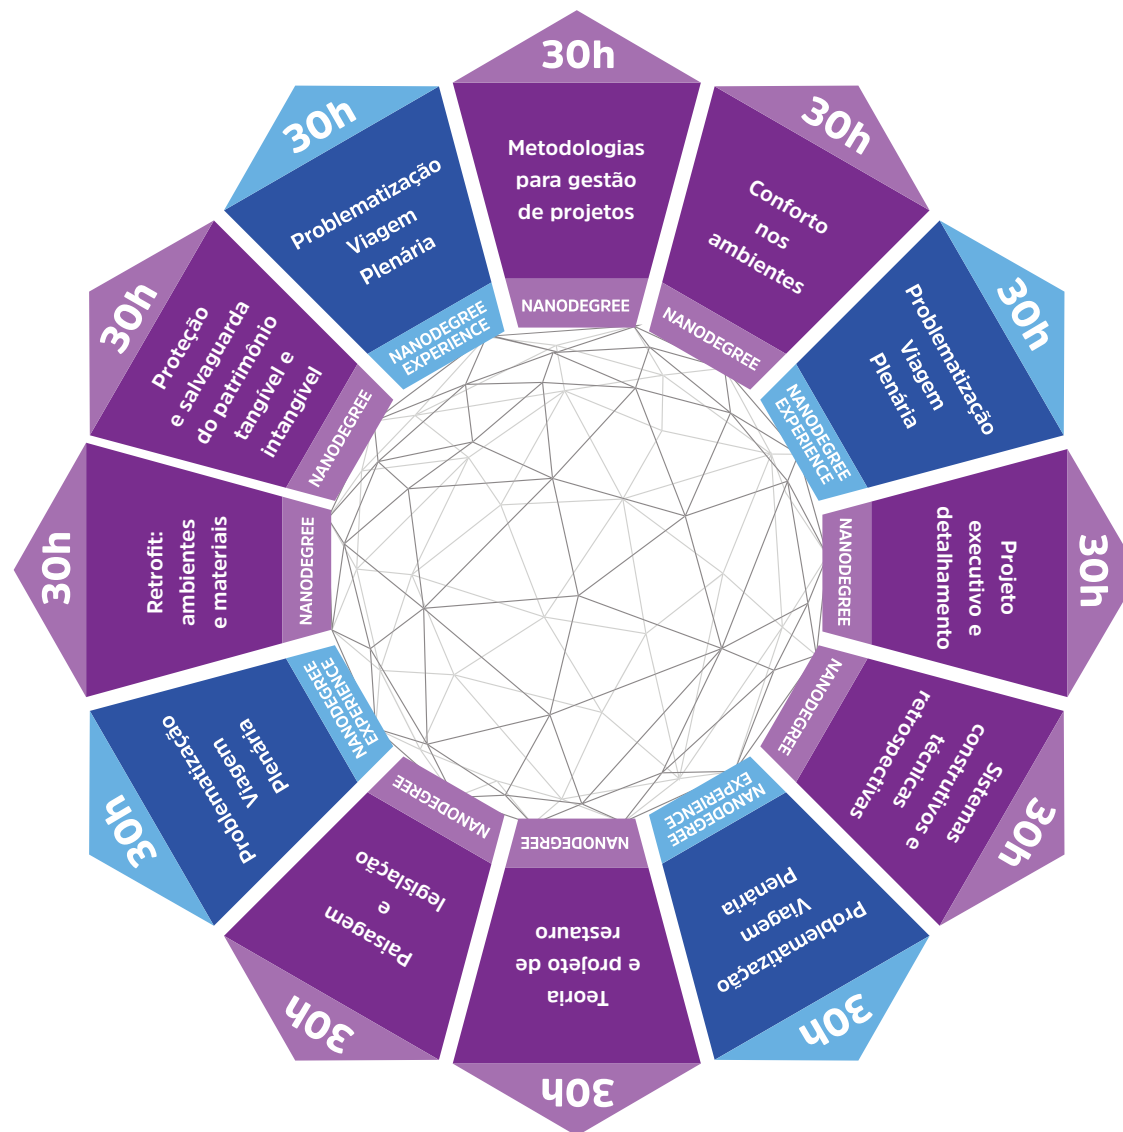 30h
Metodologias
para gestão
de projetos
NANODEGREE
30h
Conforto
nos
ambientes
NANODEGREE
30h
Problematização
Viagem
Plenária
NANODEGREE
EXPERIENCE
30h
Projeto
executivo e
detalhamento
NANODEGREE
30h
Sistemas
construtivos e
técnicas
retrospectivas
NANODEGREE
30h
Problematização
Viagem
Plenária
NANODEGREE
EXPERIENCE
30h
Teoria
e projeto de
restauro
NANODEGREE
30h
Paisagem
e
legislação
NANODEGREE
30h
Problematização
Viagem
Plenária
NANODEGREE
EXPERIENCE
30h
Retrofit:
ambientes
e materiais
NANODEGREE
30h
Proteção
e salvaguarda
do patrimônio
tangível e
intangível
NANODEGREE
30h
Problematização
Viagem
Plenária
NANODEGREE
EXPERIENCE